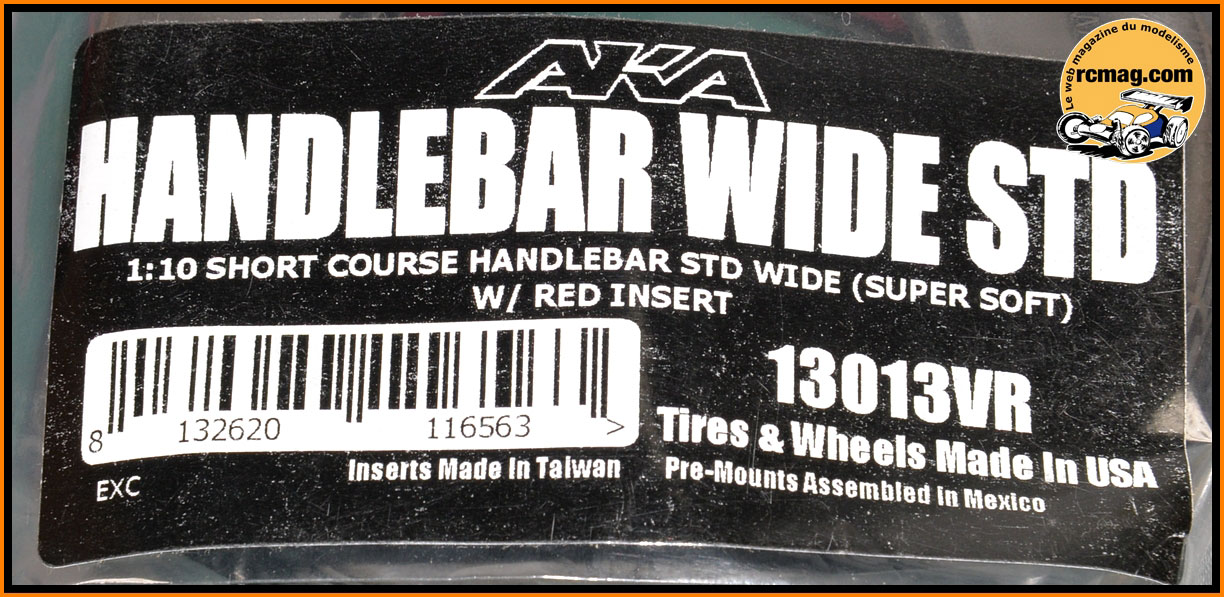 AKA
Le web magazine du modelisme
rcmag.com
HANDLEBAR WIDE STD
1:10 SHORT COURSE HANDLEBAR STD WIDE (SUPER SOFT)
W/ RED INSERT
8 132620 116563 >
13013VR
Tires & Wheels Made In USA
Inserts Made In Taiwan
Pre-Mounts Assembled in Mexico
EXC